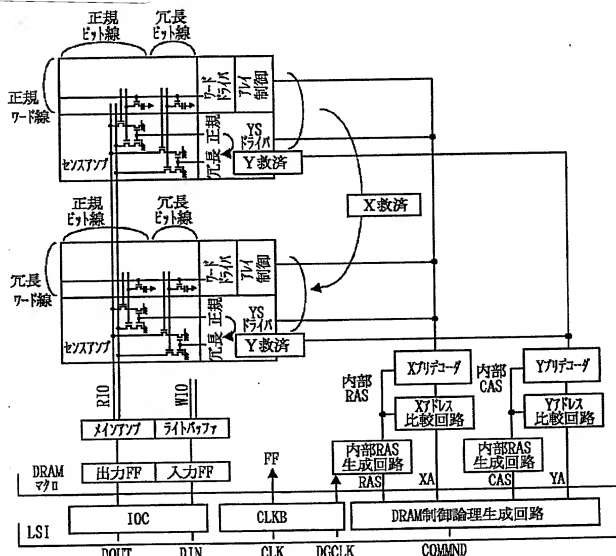 正規
ビット線
冗長
ビット線
正規
ワード線
ワード
ドライバ
アレイ
制御
センスアンプ
冗長
正規
YS
ドライバ
Y救済
X救済
正規
ビット線
冗長
ビット線
冗長
ワード線
ワード
ドライバ
アレイ
制御
センスアンプ
冗長
正規
YS
ドライバ
Y救済
RIO
WIO
内部
RAS
Xプリデコーダ
内部
CAS
Yプリデコーダ
Xアドレス
比較回路
Yアドレス
比較回路
メインアンプ
ライトバッファ
内部RAS
生成回路
内部RAS
生成回路
DRAM
マクロ
出力FF
入力FF
FF
RAS
XA
CAS
YA
LSI
IOC
CLKB
DRAM制御論理生成回路
DOUT
DIN
CLK
DGCLK
COMMND